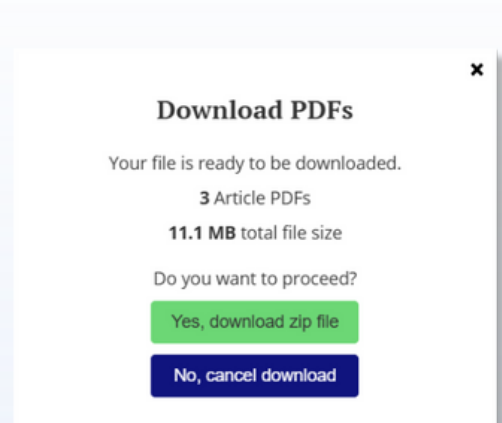 ×
Download PDFs
Your file is ready to be downloaded.
3 Article PDFs
11.1 MB total file size
Do you want to proceed?
Yes, download zip file
No, cancel download